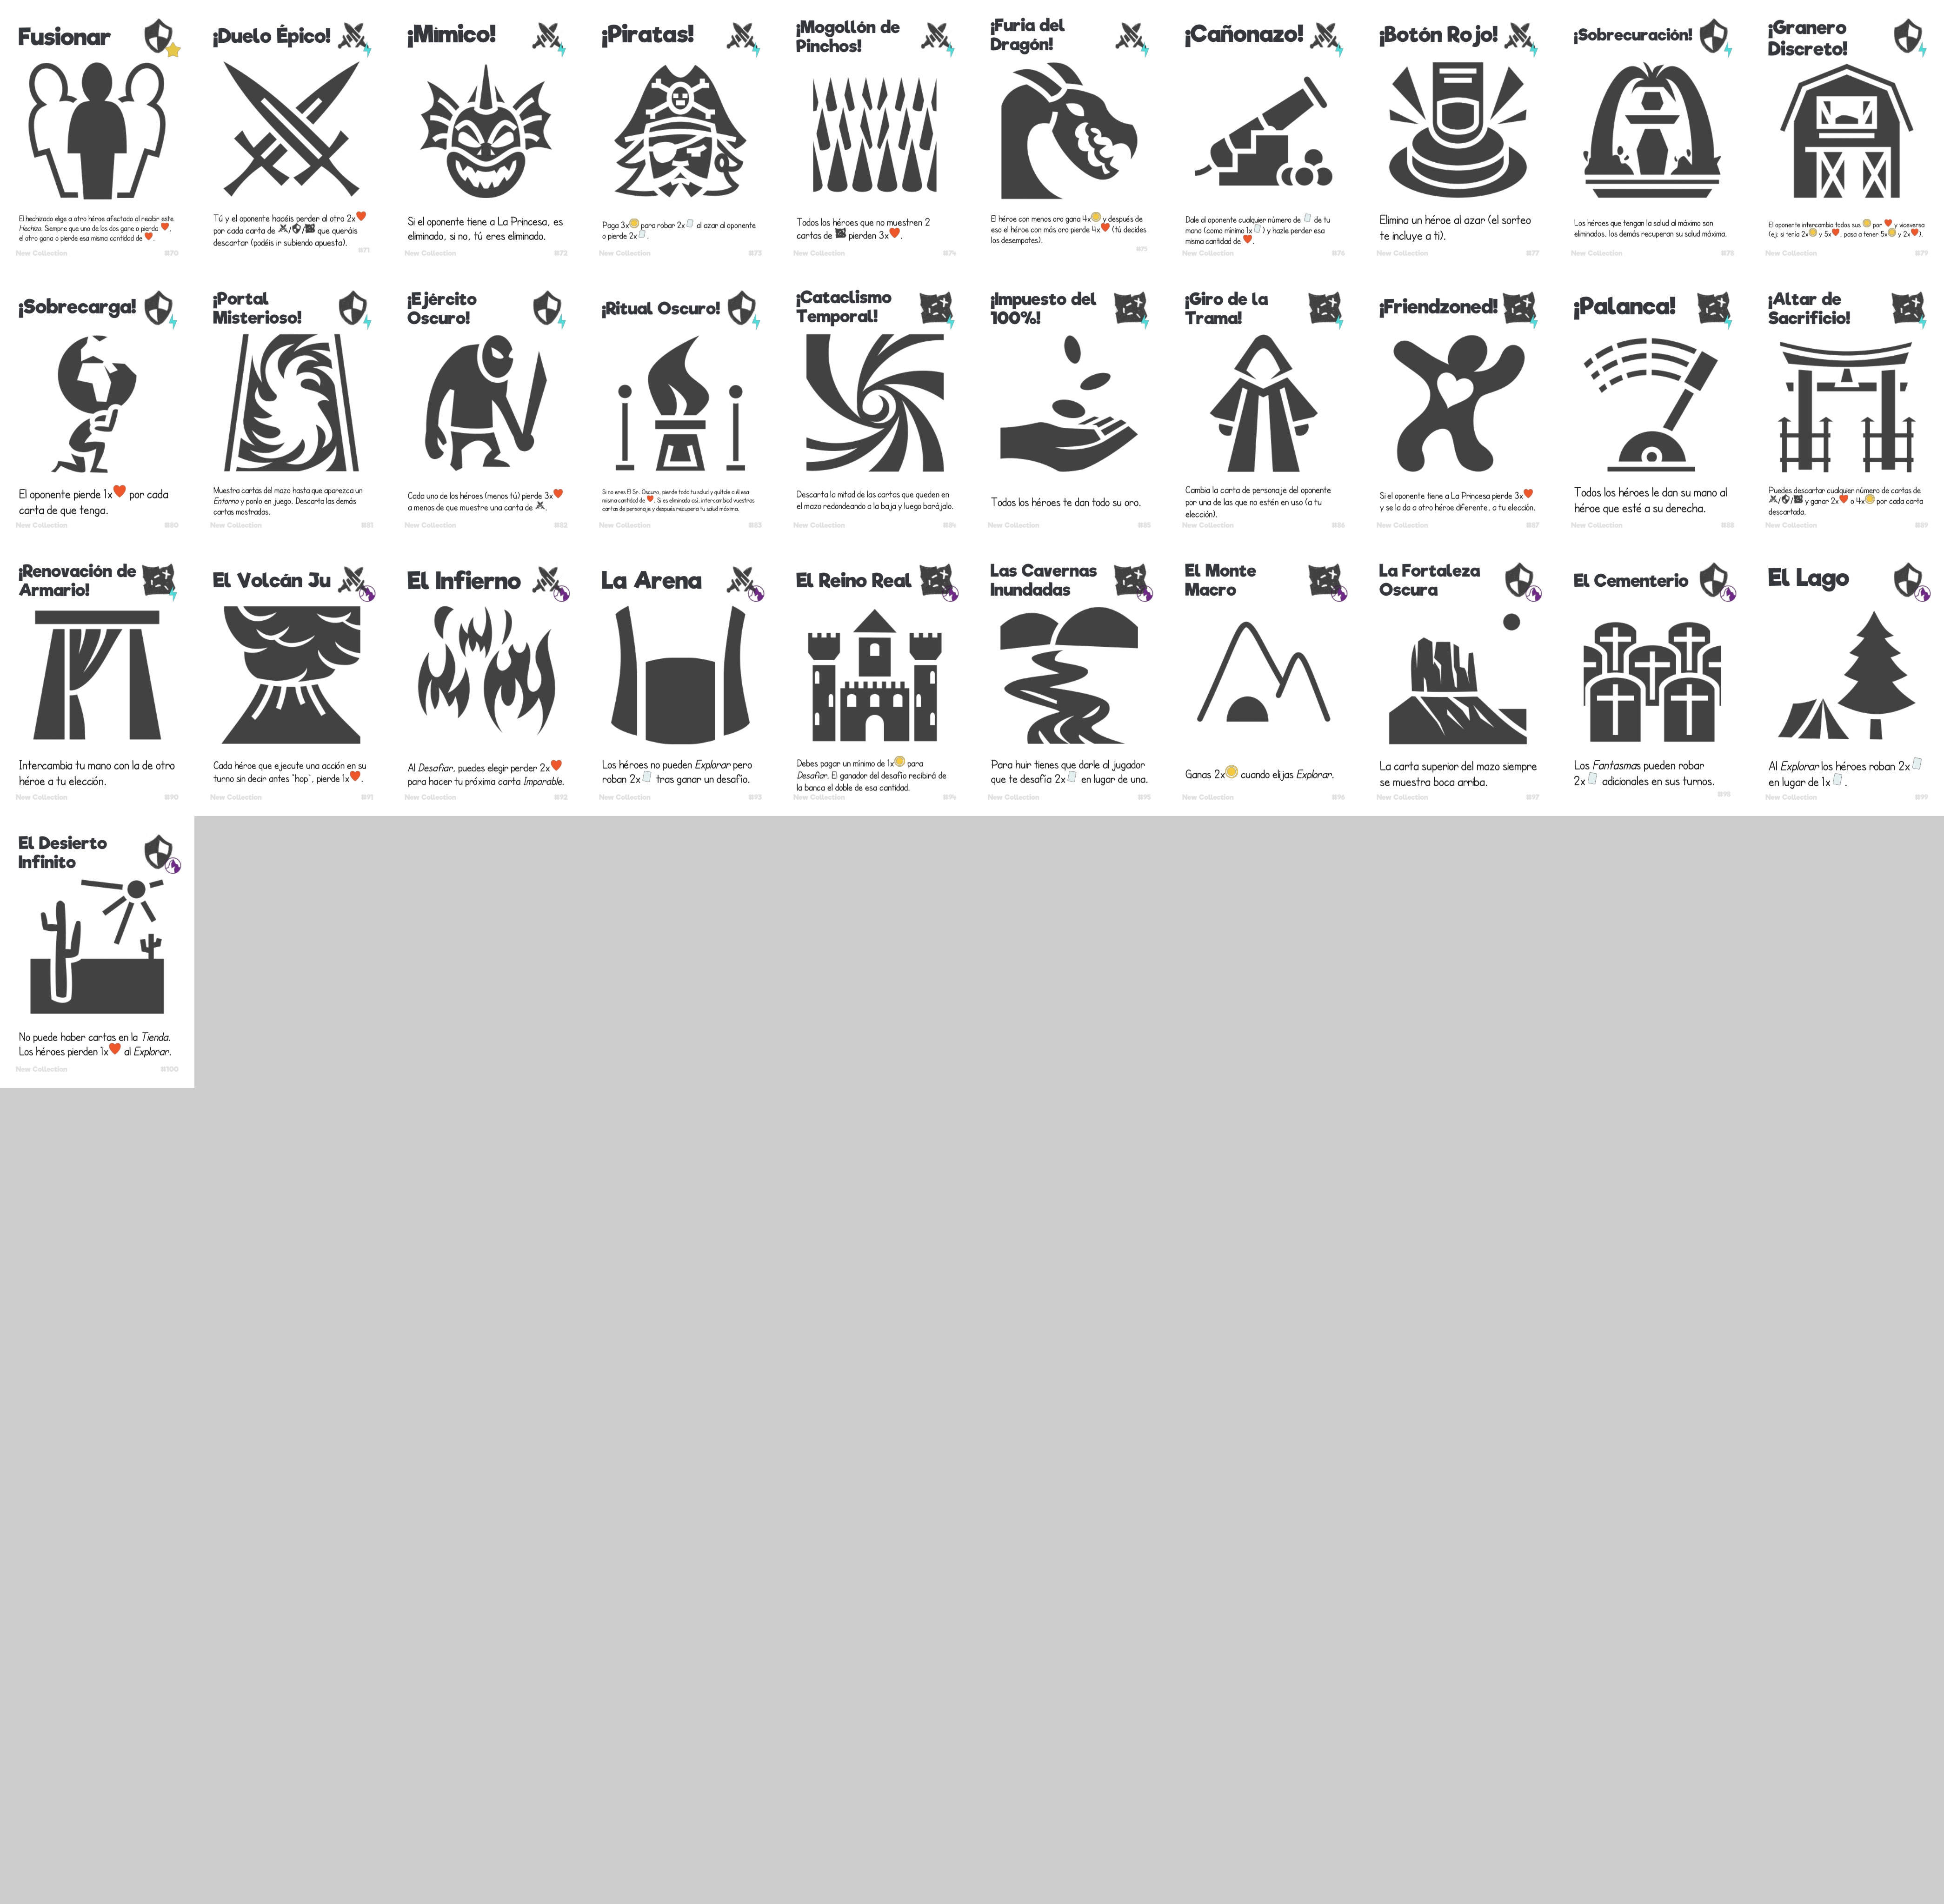 Fusionar
El hechizado elige a otro héroe afectado al recibir este
Hechizo. Siempre que uno de los dos gane o pierda ,
el otro gana o pierde esa misma cantidad de .
New Collection #70
¡Duelo Épico!
Tú y el oponente hacéis perder al otro 2x
por cada carta de / / que queráis
descartar (podéis ir subiendo apuesta).
#71
New Collection
¡Mímico!
Si el oponente tiene a La Princesa, es
eliminado, si no, tú eres eliminado.
New Collection #72
¡Piratas!
Paga 3x para robar 2x al azar al oponente
o pierde 2x .
New Collection #73
¡Mogollón de
Pinchos!
Todos los héroes que no muestren 2
cartas de pierden 3x .
New Collection #74
¡Furia del
Dragón!
El héroe con menos oro gana 4x y después de
eso el héroe con más oro pierde 4x (tú decides
los desempates).
#75
New Collection
¡Cañonazo!
Dale al oponente cualquier número de de tu
mano (como mínimo 1x ) y hazle perder esa
misma cantidad de .
New Collection #76
¡Botón Rojo!
Elimina un héroe al azar (el sorteo
te incluye a ti).
New Collection #77
¡Sobrecuración!
Los héroes que tengan la salud al máximo son
eliminados, los demás recuperan su salud máxima.
New Collection #78
¡Granero
Discreto!
El oponente intercambia todos sus por y viceversa
(ej: si tenía 2x y 5x , pasa a tener 5x y 2x ).
New Collection #79
¡Sobrecarga!
El oponente pierde 1x por cada
carta de que tenga.
New Collection #80
¡Portal
Misterioso!
Muestra cartas del mazo hasta que aparezca un
Entorno y ponlo en juego. Descarta las demás
cartas mostradas.
New Collection #81
¡Ejército
Oscuro!
Cada uno de los héroes (menos tú) pierde 3x
a menos de que muestre una carta de .
New Collection #82
¡Ritual Oscuro!
Si no eres El Sr. Oscuro, pierde toda tu salud y quítale a él esa
misma cantidad de . Si es eliminado así, intercambiad vuestras
cartas de personaje y después recupera tu salud máxima.
New Collection #83
¡Cataclismo
Temporal!
Descarta la mitad de las cartas que queden en
el mazo redondeando a la baja y luego barájalo.
New Collection #84
¡Impuesto del
100%!
Todos los héroes te dan todo su oro.
New Collection #85
¡Giro de la
Trama!
Cambia la carta de personaje del oponente
por una de las que no estén en uso (a tu
elección).
New Collection #86
¡Friendzoned!
Si el oponente tiene a La Princesa pierde 3x
y se la da a otro héroe diferente, a tu elección.
New Collection #87
¡Palanca!
Todos los héroes le dan su mano al
héroe que esté a su derecha.
New Collection #88
¡Altar de
Sacrificio!
Puedes descartar cualquier número de cartas de
/ / y ganar 2x o 4x por cada carta
descartada.
New Collection #89
¡Renovación de
Armario!
Intercambia tu mano con la de otro
héroe a tu elección.
New Collection #90
El Volcán Ju
Cada héroe que ejecute una acción en su
turno sin decir antes "hop", pierde 1x .
New Collection #91
El Infierno
Al Desafiar, puedes elegir perder 2x
para hacer tu próxima carta Imparable.
New Collection #92
La Arena
Los héroes no pueden Explorar pero
roban 2x tras ganar un desafío.
New Collection #93
El Reino Real
Debes pagar un mínimo de 1x para
Desafiar. El ganador del desafío recibirá de
la banca el doble de esa cantidad.
New Collection #94
Las Cavernas
Inundadas
Para huir tienes que darle al jugador
que te desafía 2x en lugar de una.
New Collection #95
El Monte
Macro
Ganas 2x cuando elijas Explorar.
New Collection #96
La Fortaleza
Oscura
La carta superior del mazo siempre
se muestra boca arriba.
New Collection #97
El Cementerio
Los Fantasmas pueden robar
2x adicionales en sus turnos.
#98
New Collection
El Lago
Al Explorar los héroes roban 2x
en lugar de 1x .
New Collection #99
El Desierto
Infinito
No puede haber cartas en la Tienda.
Los héroes pierden 1x al Explorar.
New Collection #100